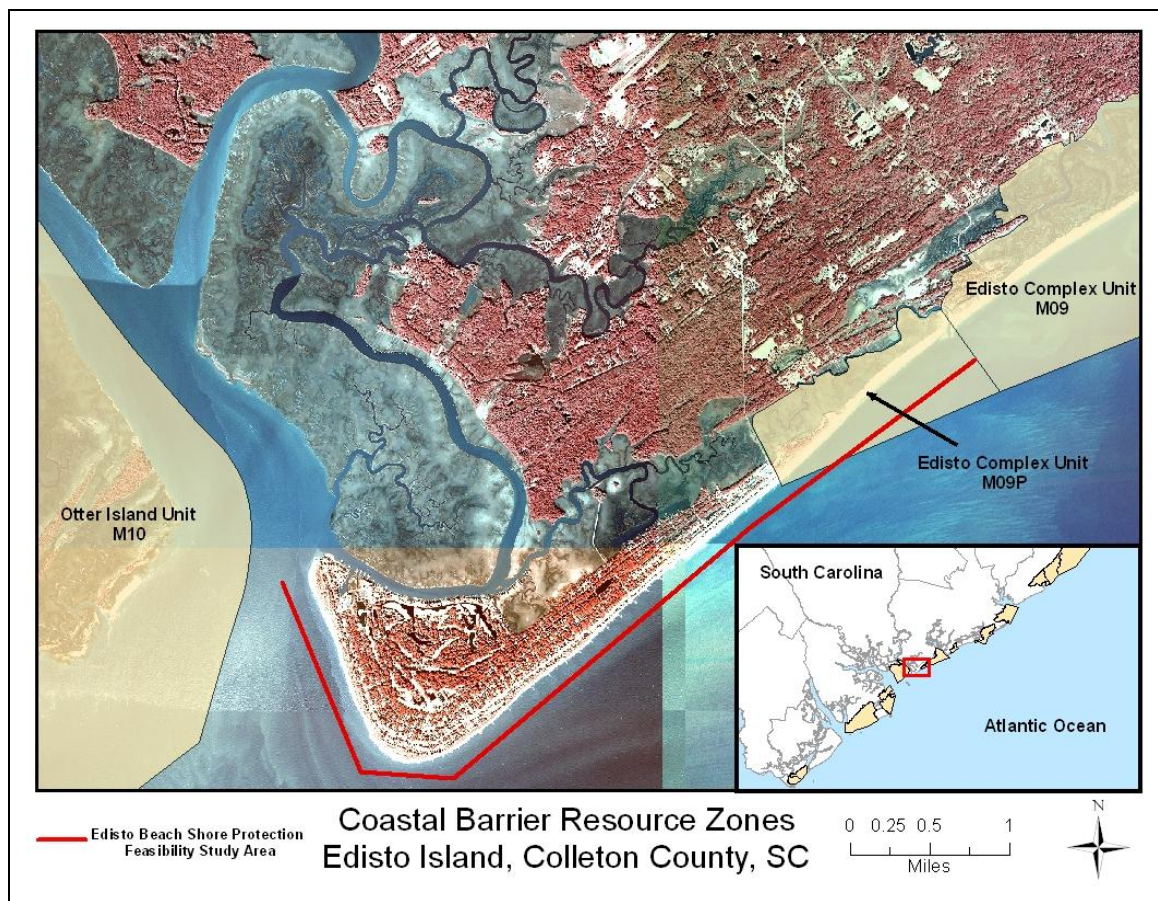 Edisto Complex Unit
M09
Edisto Complex Unit
M09P
Otter Island Unit
M10
South Carolina
Atlantic Ocean
Edisto Beach Shore Protection
Feasibility Study Area
Coastal Barrier Resource Zones
Edisto Island, Colleton County, SC
0 0.25 0.5 1
Miles
N